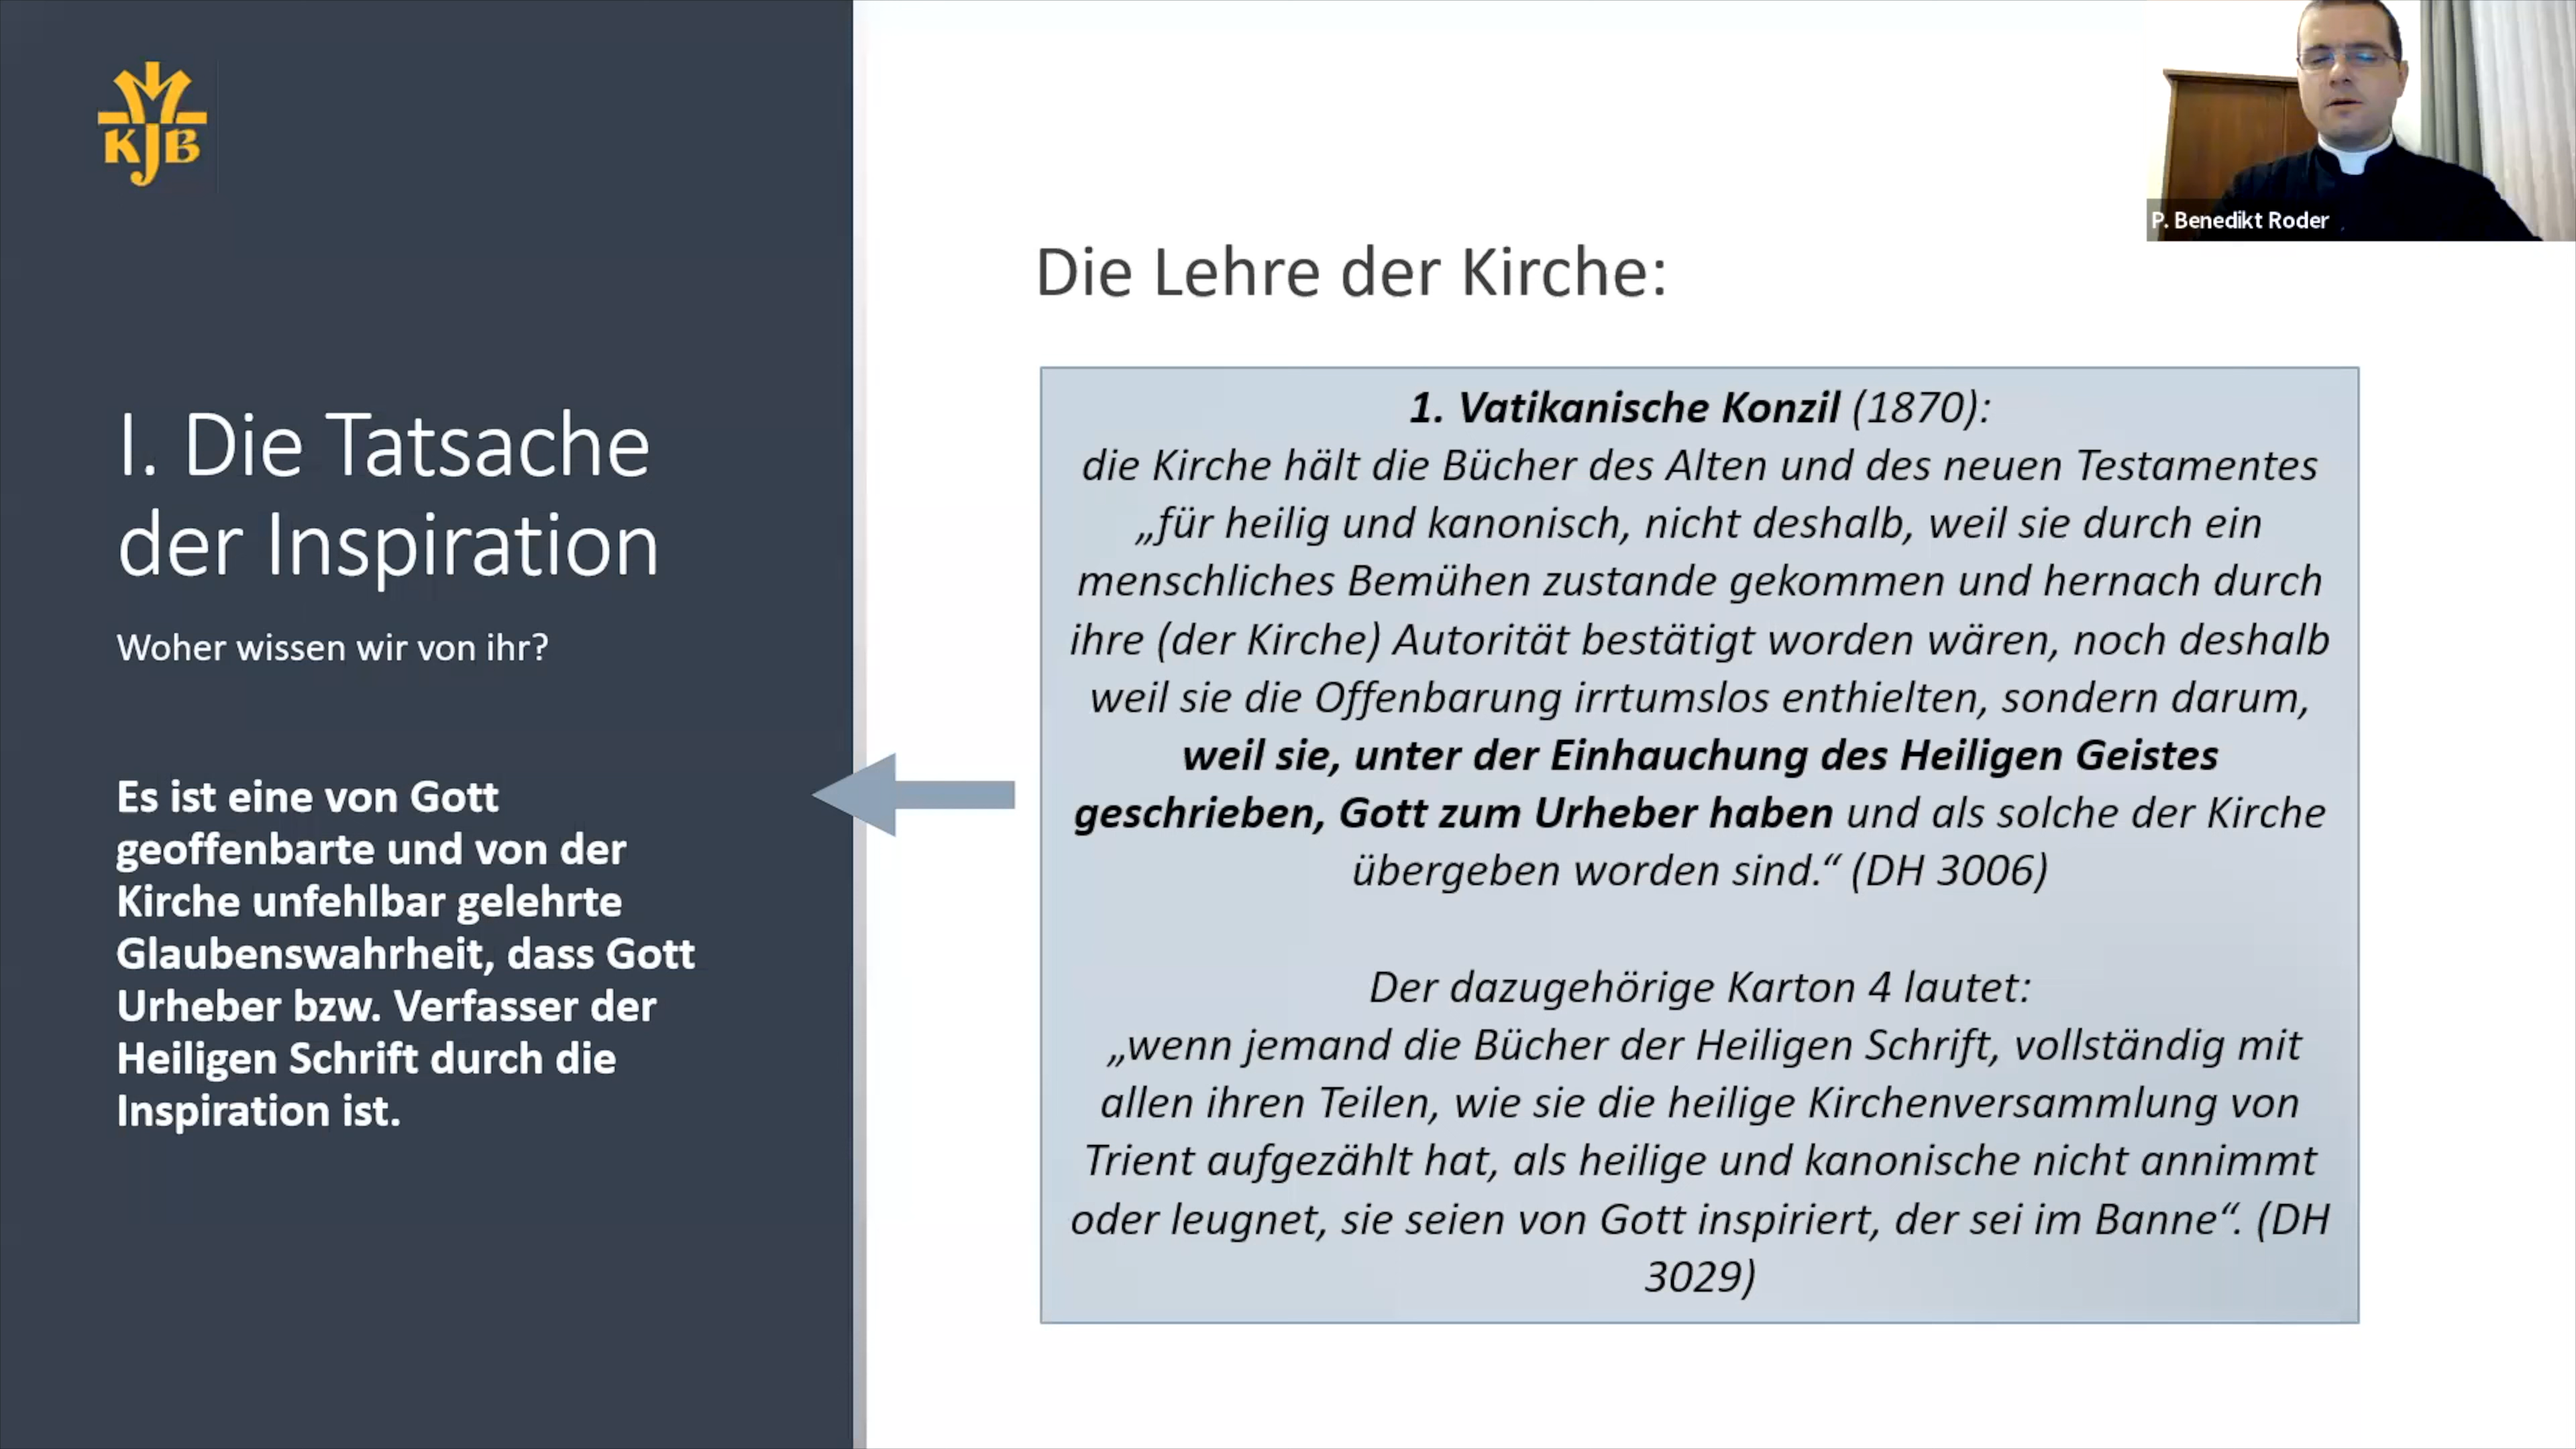 KJB
I. Die Tatsache
der Inspiration
Woher wissen wir von ihr?
Es ist eine von Gott
geoffenbarte und von der
Kirche unfehlbar gelehrte
Glaubenswahrheit, dass Gott
Urheber bzw. Verfasser der
Heiligen Schrift durch die
Inspiration ist.
P. Benedikt Roder
Die Lehre der Kirche:
1. Vatikanische Konzil (1870):
die Kirche hält die Bücher des Alten und des neuen Testamentes
„für heilig und kanonisch, nicht deshalb, weil sie durch ein
menschliches Bemühen zustande gekommen und hernach durch
ihre (der Kirche) Autorität bestätigt worden wären, noch deshalb
weil sie die Offenbarung irrtumslos enthielten, sondern darum,
weil sie, unter der Einhauchung des Heiligen Geistes
geschrieben, Gott zum Urheber haben und als solche der Kirche
übergeben worden sind.“ (DH 3006)
Der dazugehörige Karton 4 lautet:
„wenn jemand die Bücher der Heiligen Schrift, vollständig mit
allen ihren Teilen, wie sie die heilige Kirchenversammlung von
Trient aufgezählt hat, als heilige und kanonische nicht annimmt
oder leugnet, sie seien von Gott inspiriert, der sei im Banne“. (DH
3029)